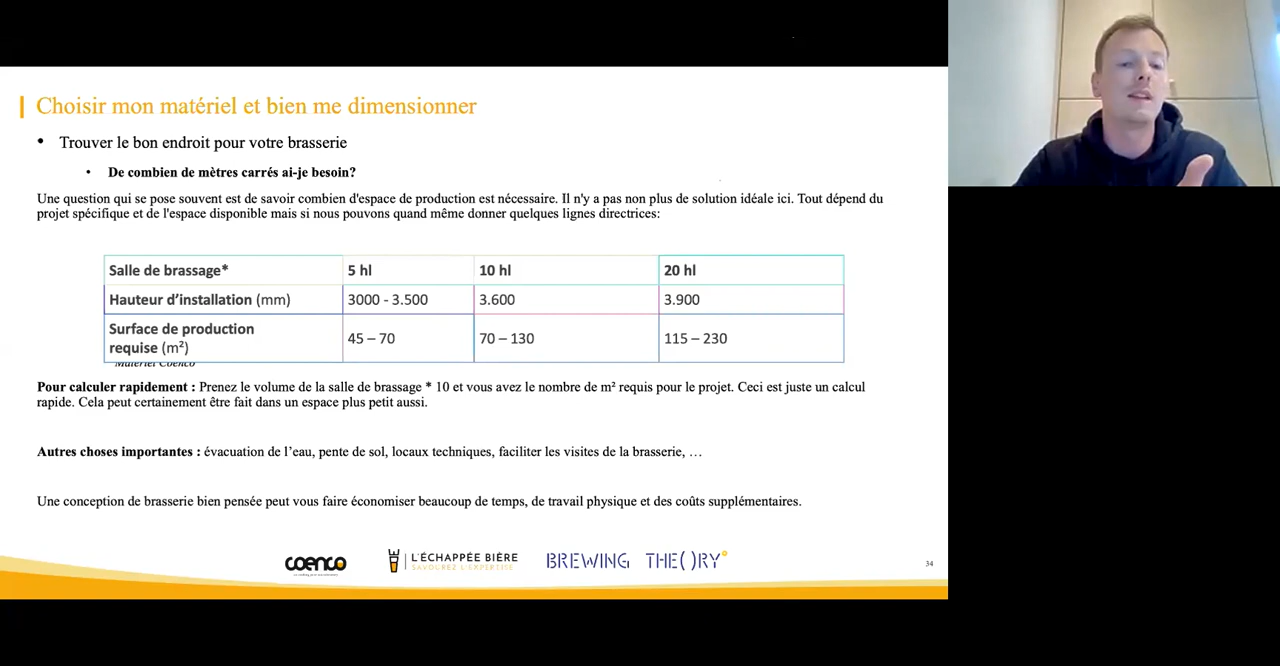 Choisir mon matériel et bien me dimensionner
• Trouver le bon endroit pour votre brasserie
• De combien de mètres carrés ai-je besoin?
Une question qui se pose souvent est de savoir combien d'espace de production est nécessaire. Il n'y a pas non plus de solution idéale ici. Tout dépend du
projet spécifique et de l'espace disponible mais si nous pouvons quand même donner quelques lignes directrices:
Salle de brassage* 5 hl 10 hl 20 hl
Hauteur d'installation (mm) 3000 - 3.500 3.600 3.900
Surface de production
requise (m²) 45 – 70 70 – 130 115 – 230
Matériel Coenco
Pour calculer rapidement : Prenez le volume de la salle de brassage * 10 et vous avez le nombre de m² requis pour le projet. Ceci est juste un calcul
rapide. Cela peut certainement être fait dans un espace plus petit aussi.
Autres choses importantes : évacuation de l'eau, pente de sol, locaux techniques, faciliter les visites de la brasserie, …
Une conception de brasserie bien pensée peut vous faire économiser beaucoup de temps, de travail physique et des coûts supplémentaires.
coenco
L'ÉCHAPPÉE BIÈRE
SAVOUREZ L'EXPERTISE
BREWING THE()RY°
34